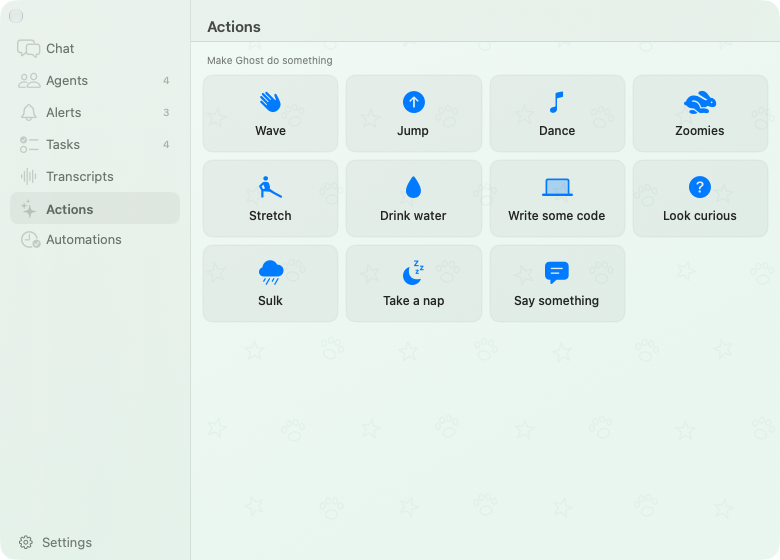 Actions
Chat
Agents 4
Alerts 3
Tasks 4
Transcripts
Actions
Automations
Settings
Make Ghost do something
Wave
Jump
Dance
Zoomies
Stretch
Drink water
Write some code
? Look curious
Sulk
z z z Take a nap
Say something